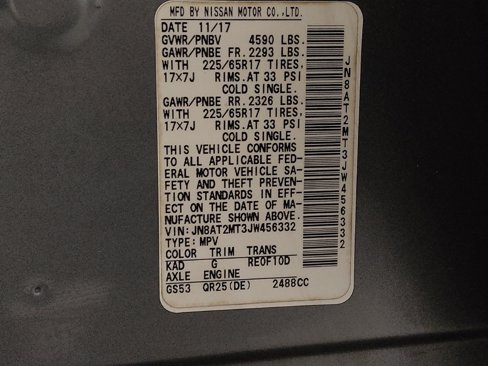 MFD BY NISSAN MOTOR CO.,LTD.
DATE 11/17
GVWR/PNBV 4590 LBS.
GAWR/PNBE FR. 2293 LBS.
WITH 225/65R17 TIRES.
17×7J RIMS. AT 33 PSI
COLD SINGLE.
GAWR/PNBE RR. 2326 LBS.
WITH 225/65R17 TIRES.
17×7J RIMS. AT 33 PSI
COLD SINGLE.
THIS VEHICLE CONFORMS
TO ALL APPLICABLE FED-
ERAL MOTOR VEHICLE SA-
FETY AND THEFT PREVEN-
TION STANDARDS IN EFF-
ECT ON THE DATE OF MA-
NUFACTURE SHOWN ABOVE.
VIN: JN8AT2MT3JW456332
TYPE: MPV
COLOR TRIM TRANS
KAD G RE0F10D
AXLE ENGINE
GS53 QR25(DE) 2488CC
JN8AT2MT3JW456332